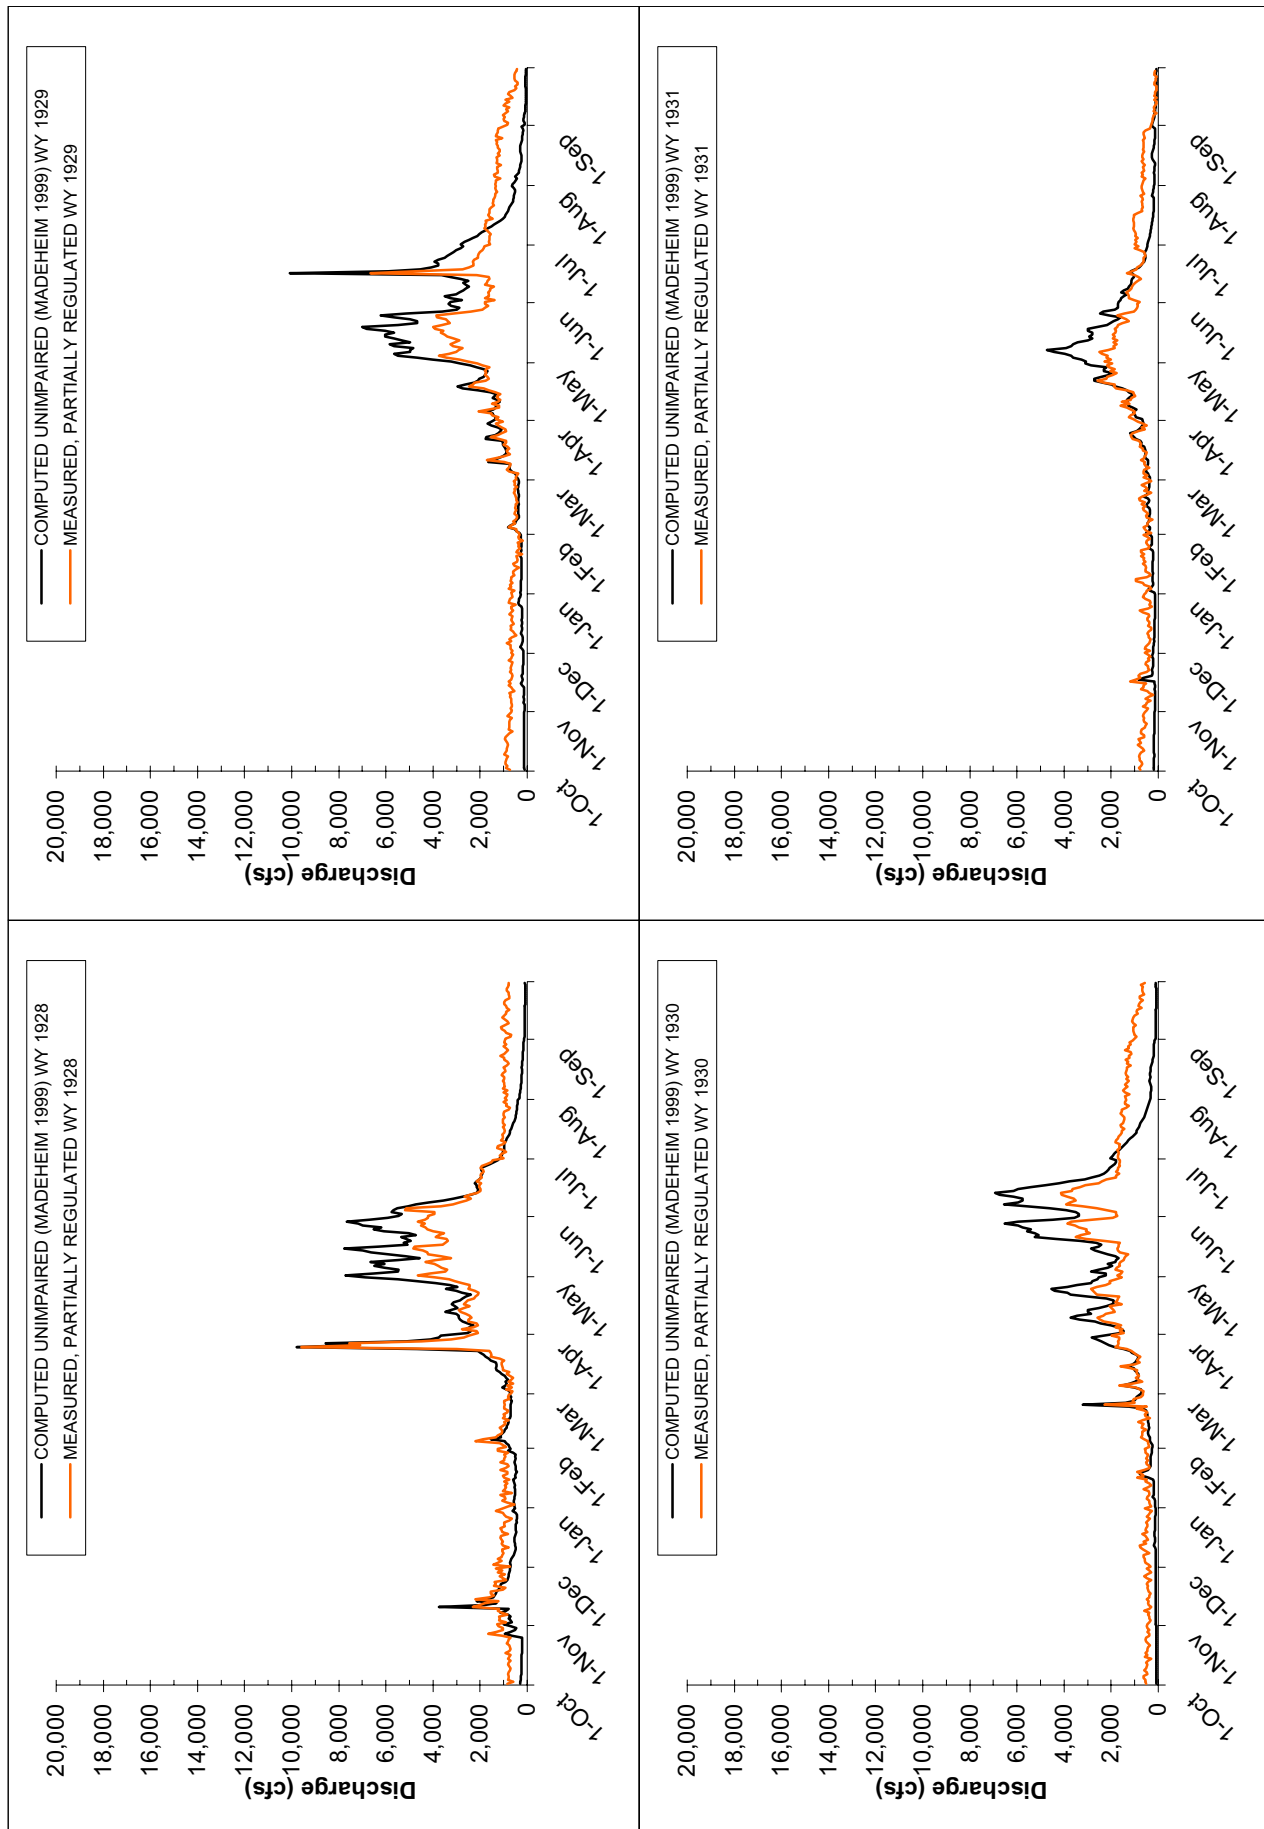 COMPUTED UNIMPAIRED (MADEHEIM 1999) WY 1928
MEASURED, PARTIALLY REGULATED WY 1928
Discharge (cfs)
20,000
18,000
16,000
14,000
12,000
10,000
8,000
6,000
4,000
2,000
0
1-Oct
1-Nov
1-Dec
1-Jan
1-Feb
1-Mar
1-Apr
1-May
1-Jun
1-Jul
1-Aug
1-Sep
COMPUTED UNIMPAIRED (MADEHEIM 1999) WY 1929
MEASURED, PARTIALLY REGULATED WY 1929
Discharge (cfs)
20,000
18,000
16,000
14,000
12,000
10,000
8,000
6,000
4,000
2,000
0
1-Oct
1-Nov
1-Dec
1-Jan
1-Feb
1-Mar
1-Apr
1-May
1-Jun
1-Jul
1-Aug
1-Sep
COMPUTED UNIMPAIRED (MADEHEIM 1999) WY 1930
MEASURED, PARTIALLY REGULATED WY 1930
Discharge (cfs)
20,000
18,000
16,000
14,000
12,000
10,000
8,000
6,000
4,000
2,000
0
1-Oct
1-Nov
1-Dec
1-Jan
1-Feb
1-Mar
1-Apr
1-May
1-Jun
1-Jul
1-Aug
1-Sep
COMPUTED UNIMPAIRED (MADEHEIM 1999) WY 1931
MEASURED, PARTIALLY REGULATED WY 1931
Discharge (cfs)
20,000
18,000
16,000
14,000
12,000
10,000
8,000
6,000
4,000
2,000
0
1-Oct
1-Nov
1-Dec
1-Jan
1-Feb
1-Mar
1-Apr
1-May
1-Jun
1-Jul
1-Aug
1-Sep